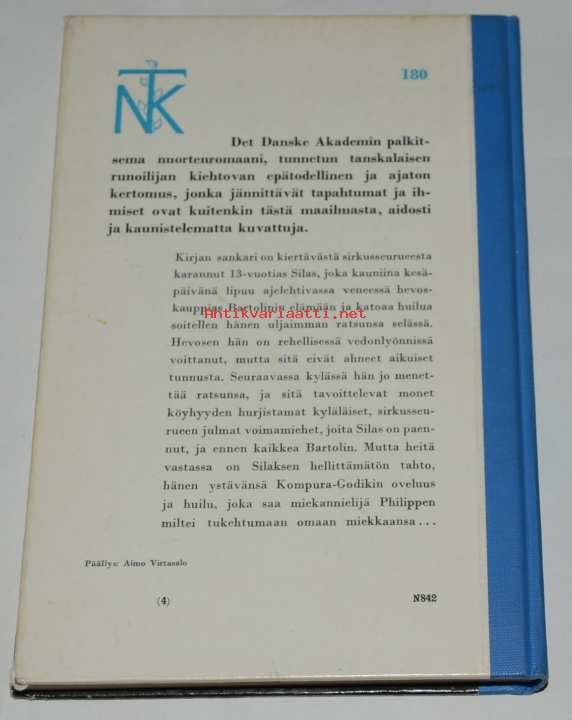 NTK
180
Det Danske Akademin palkit-
sema nuortenromaani, tunnetun tanskalaisen
runoilijan kiehtovan epätodellinen ja ajaton
kertomus, jonka jännittävät tapahtumat ja ih-
miset ovat kuitenkin tästä maailmasta, aidosti
ja kaunistelematta kuvattuja.
Kirjan sankari on kiertävästä sirkusseurueesta
karannut 13-vuotias Silas, joka kauniina kesä-
päivänä lipuu ajelehtivassa veneessä hevos-
kauppias Bartolinin elämään ja katoaa huilua
Antikvariaatti.net
soitellen hänen uljaimman ratsunsa selässä.
Hevosen hän on rehellisessä vedonlyönnissä
voittanut, mutta sitä eivät ahneet aikuiset
tunnusta. Seuraavassa kylässä hän jo menet-
tää ratsunsa, ja sitä tavoittelevat monet
köyhyyden hurjistamat kyläläiset, sirkusseu-
rueen julmat voimamiehet, joita Silas on paen-
nut, ja ennen kaikkea Bartolin. Mutta heitä
vastassa on Silaksen hellittämätön tahto,
hänen ystävänsä Kompura-Godikin oveluus
ja huilu, joka saa miekannielijä Philippen
miltei tukehtumaan omaan miekkaansa...
Päällys: Aimo Virtasalo
(4)
N842